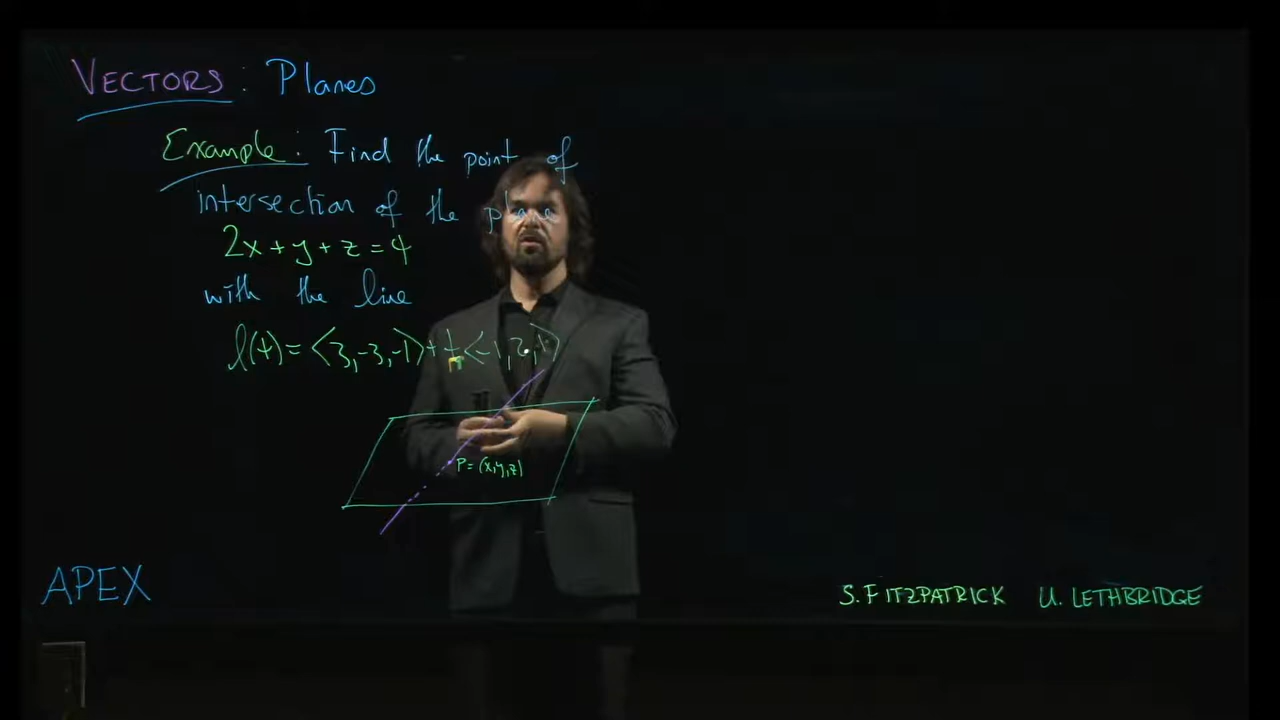 VECTORS: Planes
Example: Find the point of
intersection of the plane
2x + y + z = 4
with the line
l(t) = ⟨3, -3, -1⟩ + t⟨-1, 2, 1⟩
P = (x, y, z)
APEX
S. FITZPATRICK U. LETHBRIDGE